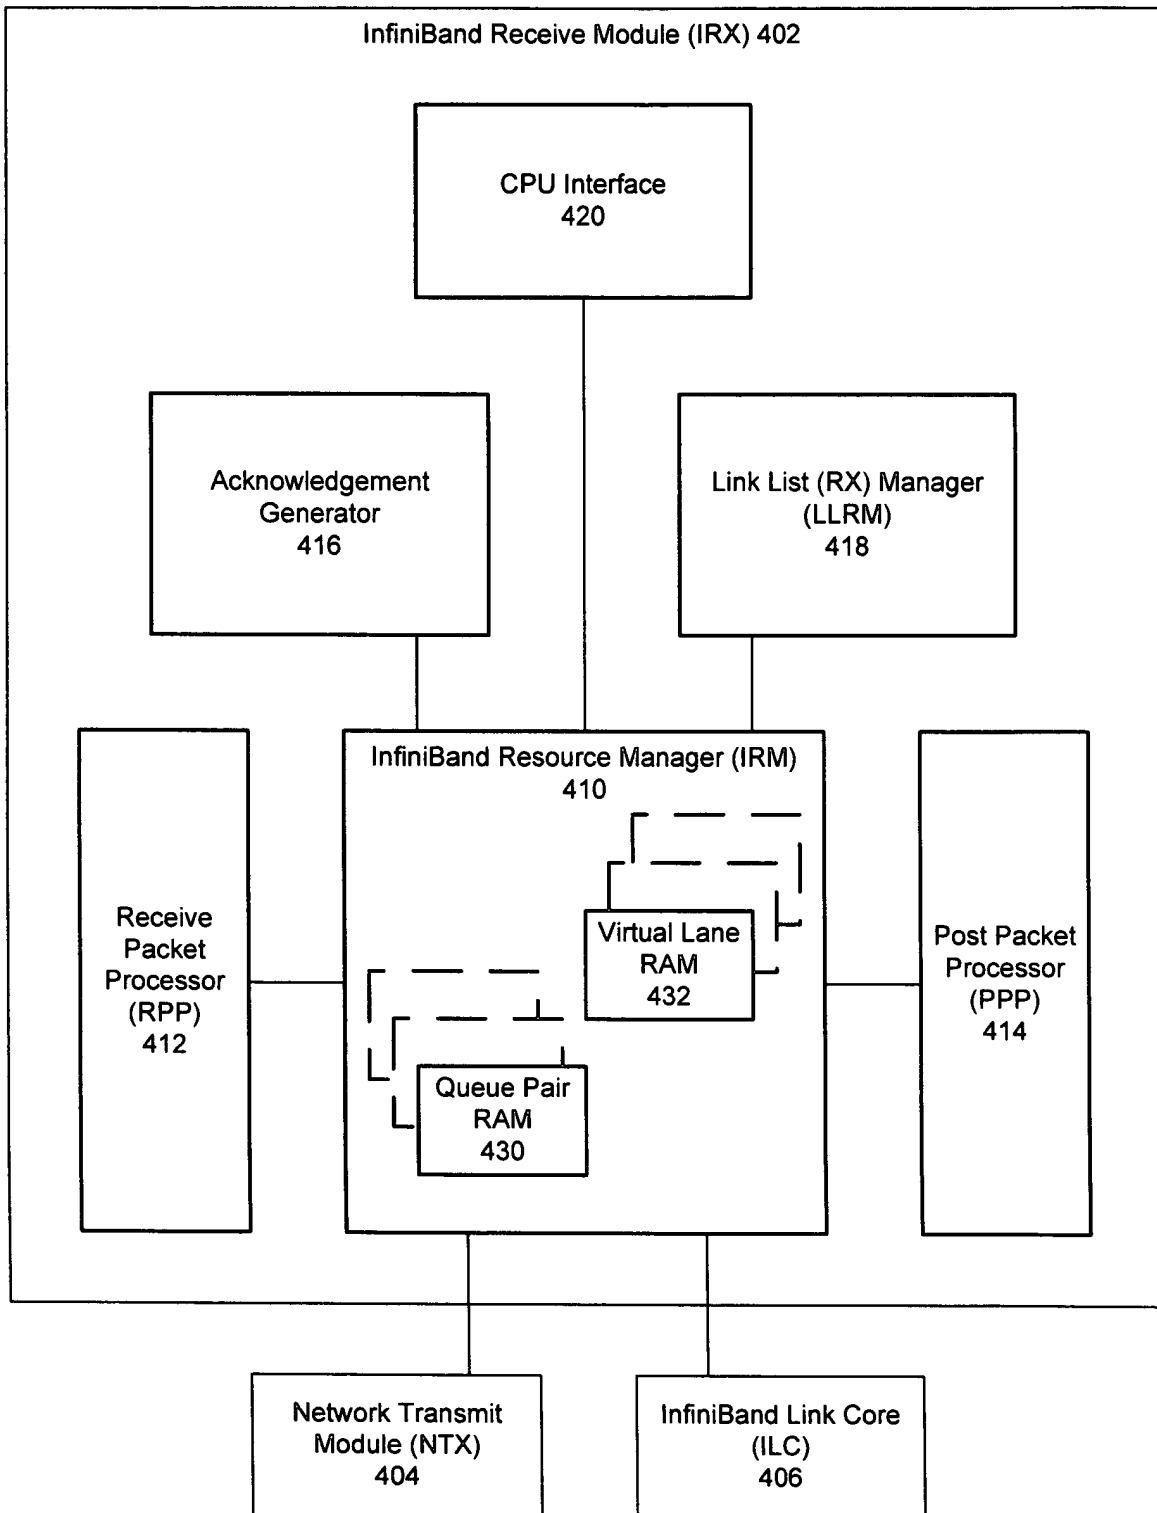 InfiniBand Receive Module (IRX) 402
CPU Interface
420
Acknowledgement
Generator
416
Link List (RX) Manager
(LLRM)
418
InfiniBand Resource Manager (IRM)
410
Receive
Packet
Processor
(RPP)
412
Virtual Lane
RAM
432
Queue Pair
RAM
430
Post Packet
Processor
(PPP)
414
Network Transmit
Module (NTX)
404
InfiniBand Link Core
(ILC)
406